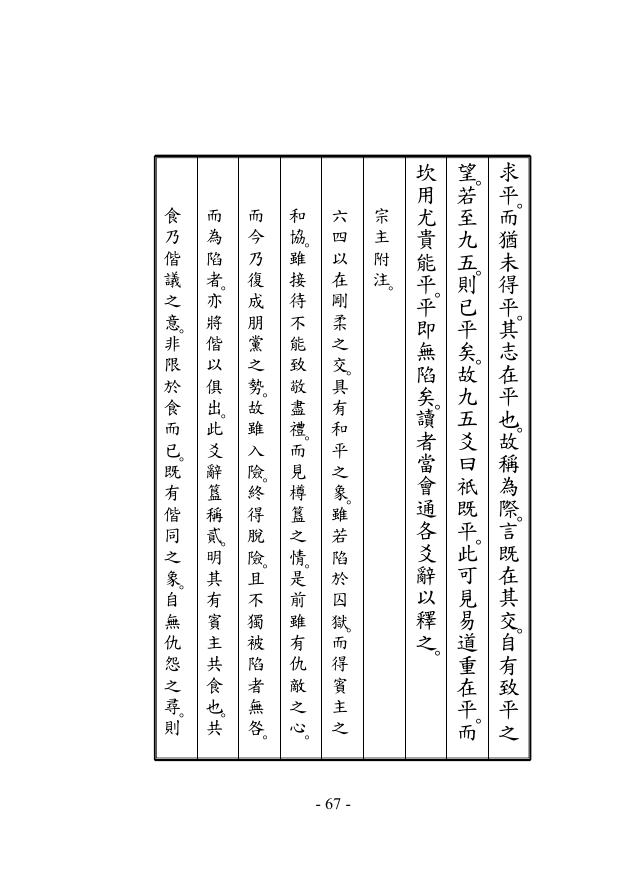 求平。而猶未得平。其志在平也。故稱為際。言既在其交。自有致平之
望。若至九五。則已平矣。故九五爻曰祇既平。此可見易道重在平。而
坎用尤貴能平。平即無陷矣。讀者當會通各爻辭以釋之。
宗主附注。
六四以在剛柔之交。具有和平之象。雖若陷於囚獄。而得賓主之
和協。雖接待不能致敬盡禮。而見樽簋之情。是前雖有仇敵之心。
而今乃復成朋黨之勢。故雖入險。終得脫險。且不獨被陷者無咎。
而為陷者。亦將偕以俱出。此爻辭簋稱貳。明其有賓主共食也。共
食乃偕議之意。非限於食而已。既有偕同之象。自無仇怨之尋。則
- 67 -